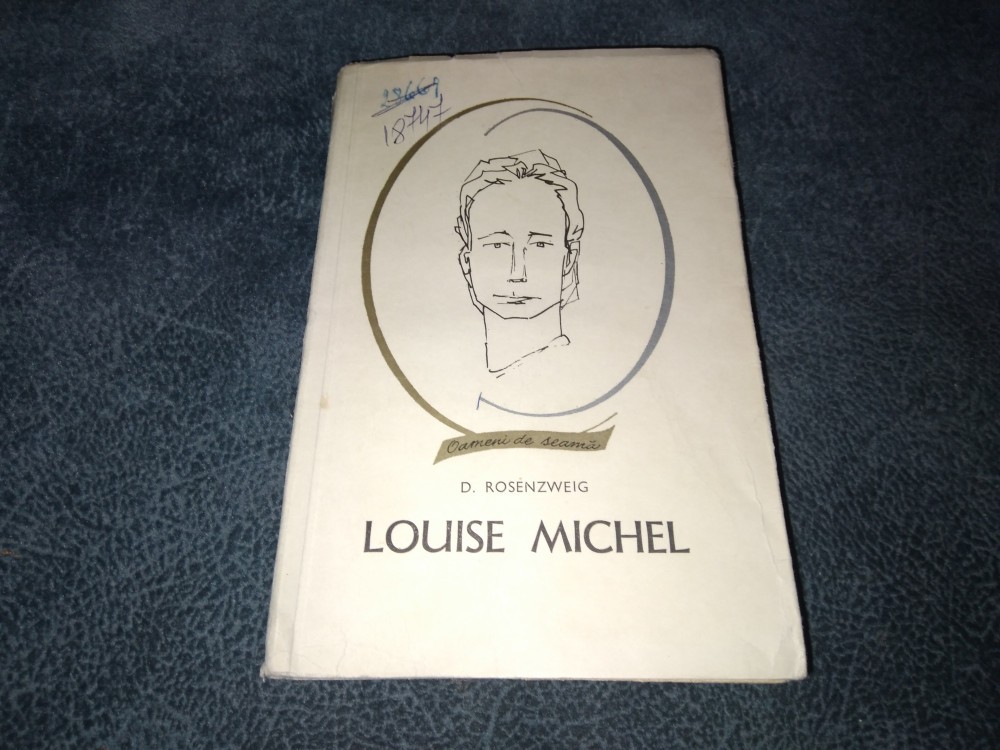 18747
Oameni de seamă
D. ROSENZWEIG
LOUISE MICHEL